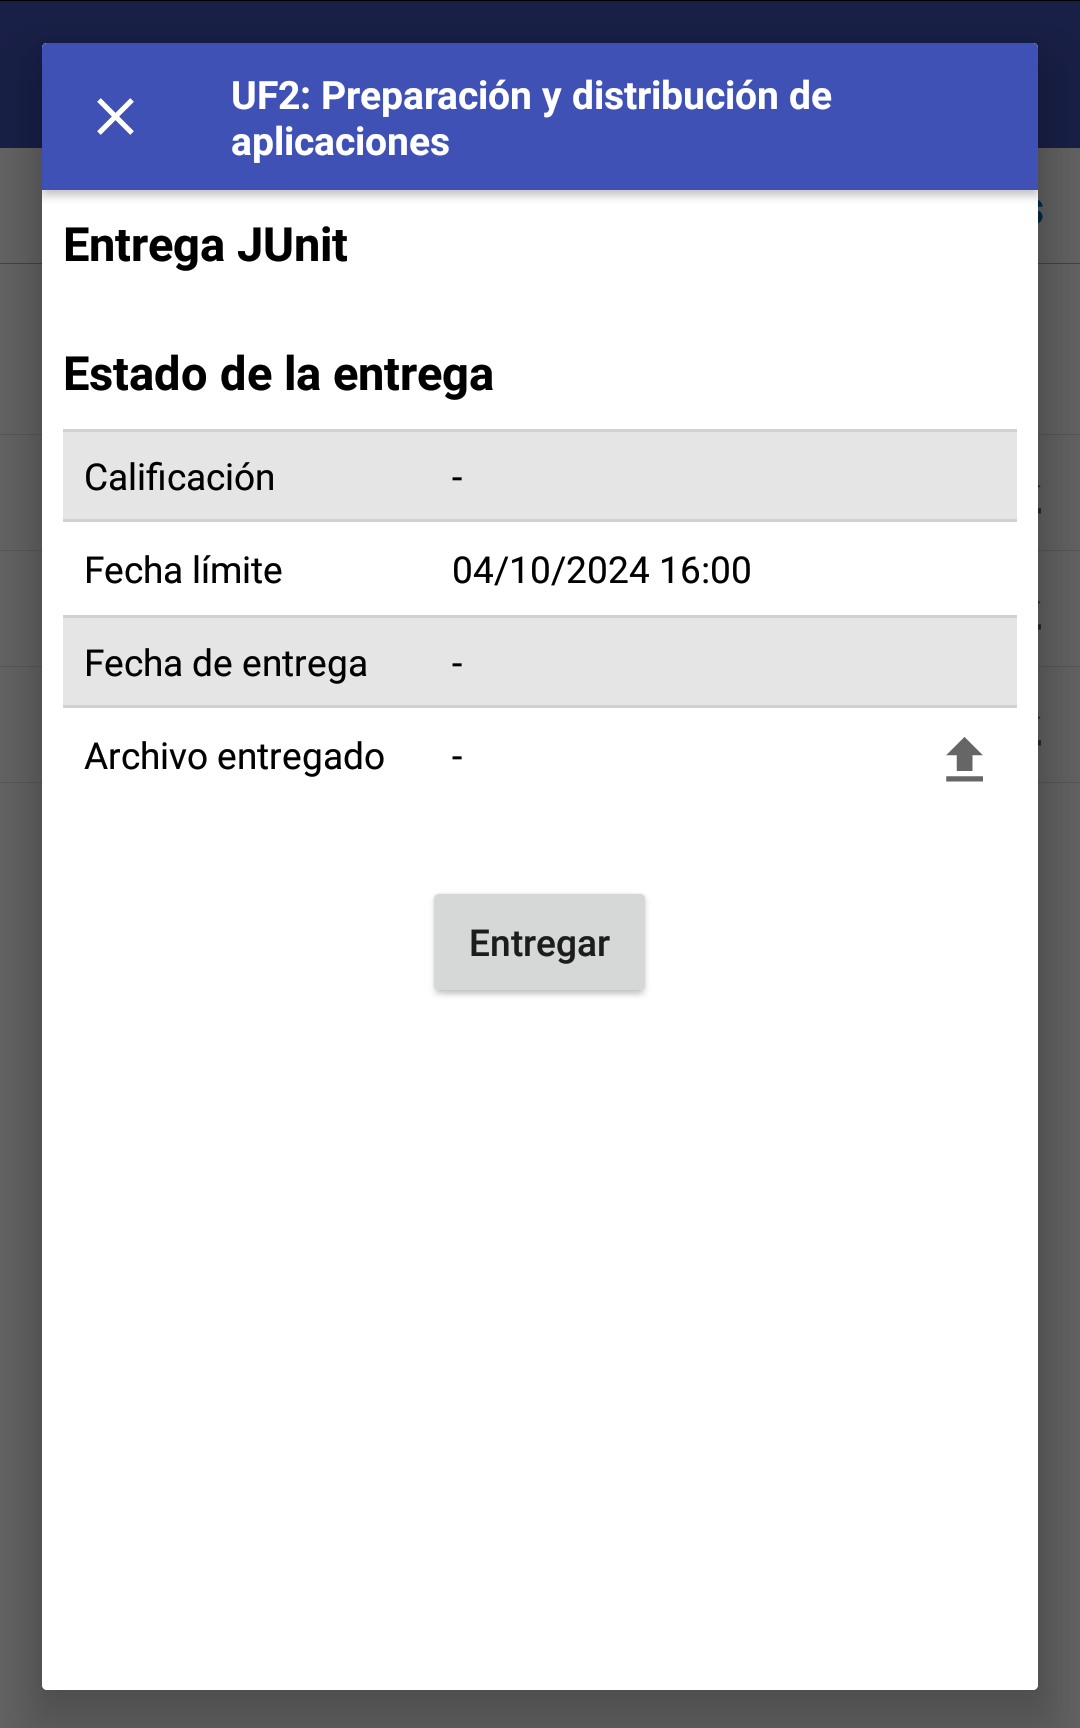 UF2: Preparación y distribución de
aplicaciones
Entrega JUnit
Estado de la entrega
Calificación -
Fecha límite 04/10/2024 16:00
Fecha de entrega -
Archivo entregado -
Entregar